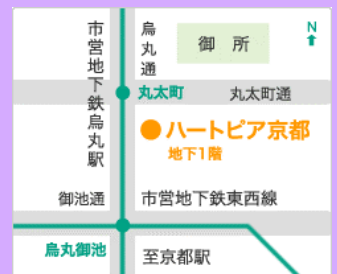 市営地下鉄烏丸駅
烏丸通
御所
N
丸太町
丸太町通
ハートピア京都
地下1階
御池通
市営地下鉄東西線
烏丸御池
至京都駅